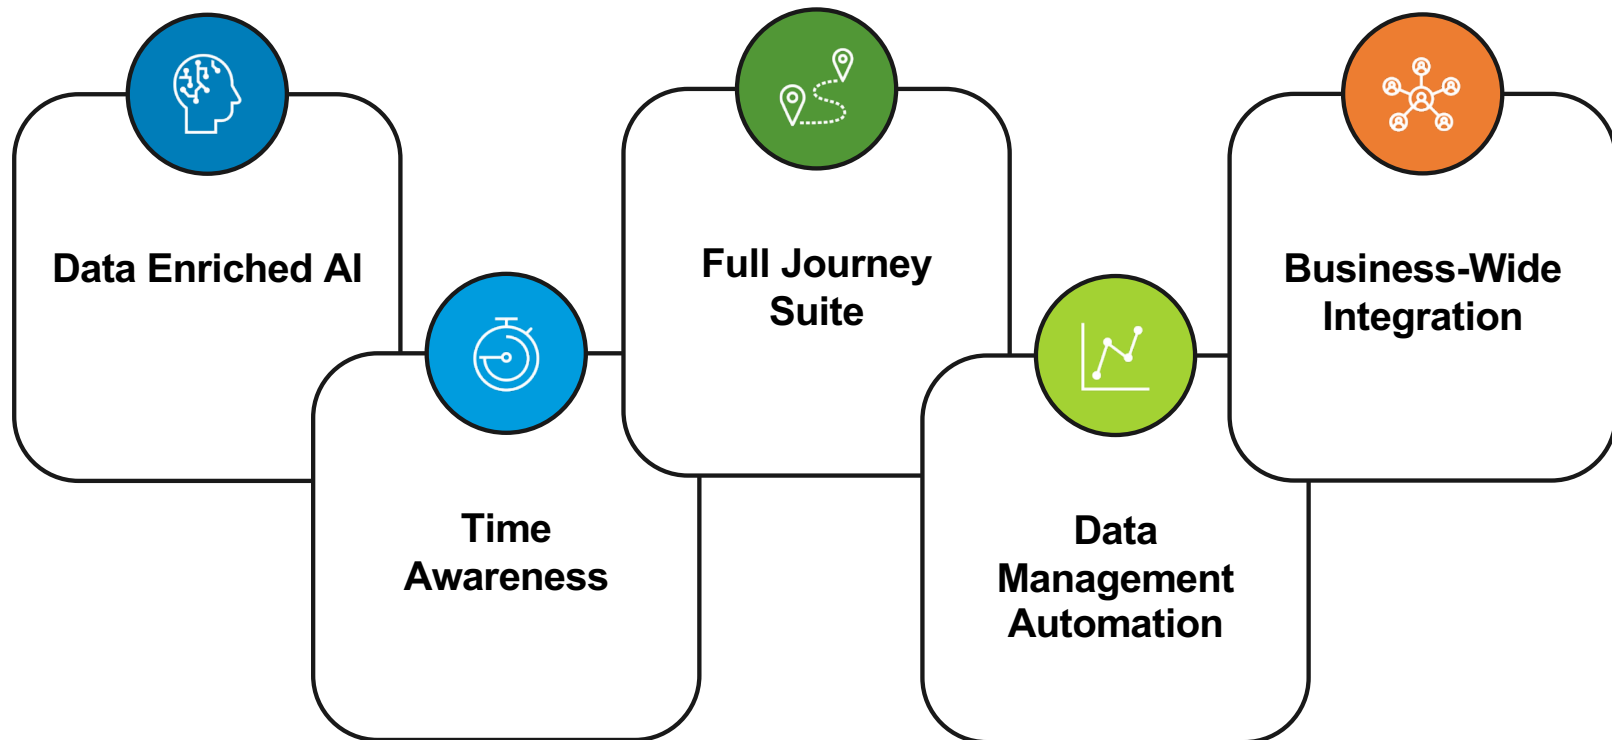 Data Enriched AI
Time
Awareness
Full Journey
Suite
Data
Management
Automation
Business-Wide
Integration